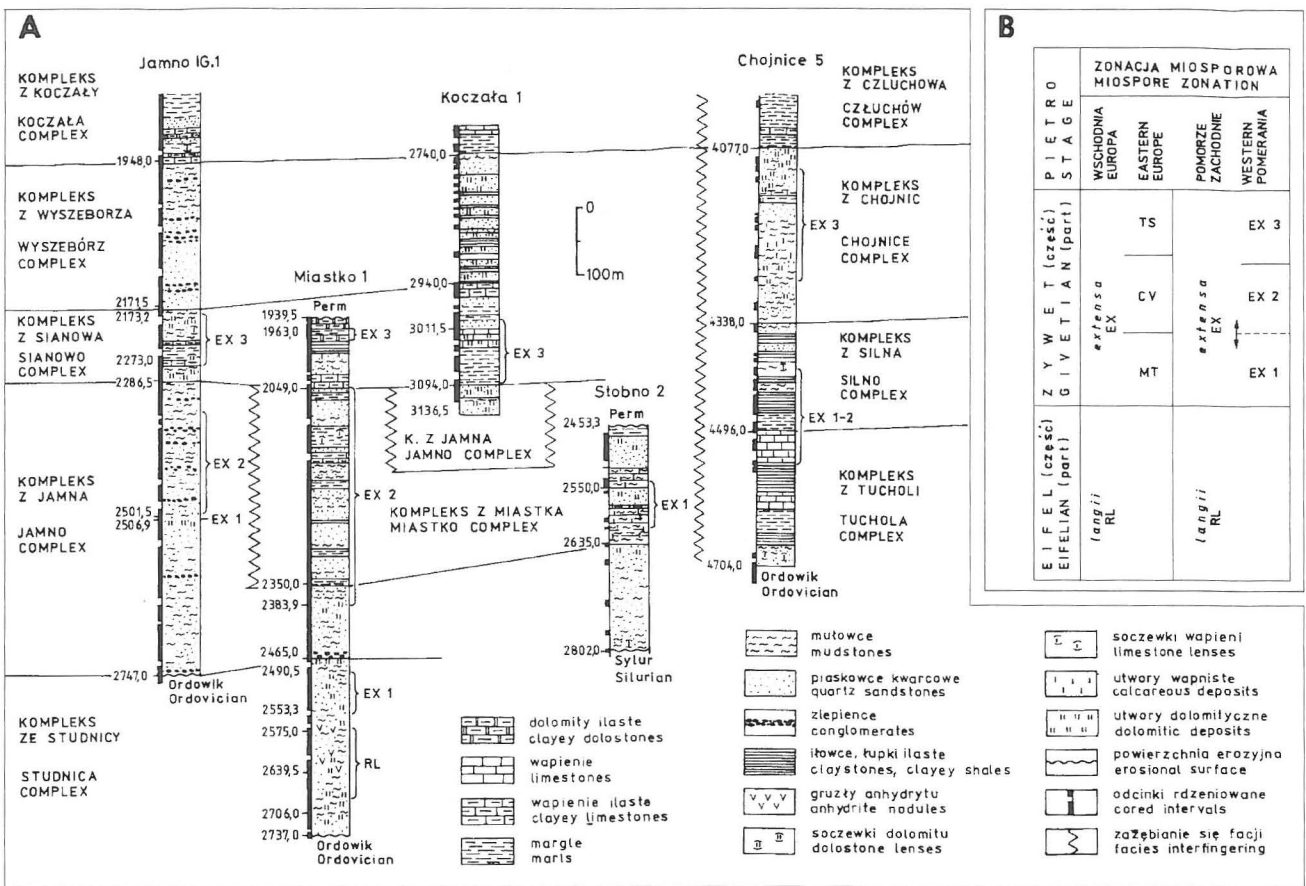 A
Jamno IG.1
KOMPLEKS
Z KOCZAŁY
KOCZAŁA
COMPLEX
1948,0
KOMPLEKS
Z WYSZEBORZA
WYSZEBÓRZ
COMPLEX
2171,5
2173,2
KOMPLEKS
Z SIANOWA
SIANOWO
COMPLEX
2273,0
2286,5
EX 3
KOMPLEKS
Z JAMNA
JAMNO
COMPLEX
EX 2
2501,5
2506,9
EX 1
2747,0
Ordowik
Ordovician
KOMPLEKS
ZE STUDNICY
STUDNICA
COMPLEX
Miastko 1
Perm
1939,5
1963,0
EX 3
2049,0
EX 2
2350,0
2383,9
2465,0
2490,5
EX 1
2553,3
2575,0
RL
2639,5
2706,0
2737,0
Ordowik
Ordovician
Koczała 1
2740,0
2940,0
3011,5
EX 3
3094,0
3136,5
0
100m
K. Z JAMNA
JAMNO COMPLEX
KOMPLEKS Z MIASTKA
MIASTKO COMPLEX
Stobno 2
Perm
2453,3
2550,0
EX 1
2635,0
2802,0
Sylur
Silurian
Chojnice 5
KOMPLEKS
Z CZŁUCHOWA
CZŁUCHÓW
COMPLEX
4077,0
KOMPLEKS
Z CHOJNIC
EX 3
CHOJNICE
COMPLEX
4338,0
KOMPLEKS
Z SILNA
SILNO
COMPLEX
EX 1-2
4496,0
KOMPLEKS
Z TUCHOLI
TUCHOLA
COMPLEX
4704,0
Ordowik
Ordovician
dolomity ilaste
clayey dolostones
wapienie
limestones
wapienie ilaste
clayey limestones
margle
marls
mułowce
mudstones
piaskowce kwarcowe
quartz sandstones
zlepience
conglomerates
iłowce, łupki ilaste
claystones, clayey shales
gruzły anhydrytu
anhydrite nodules
soczewki dolomitu
dolostone lenses
soczewki wapieni
limestone lenses
utwory wapniste
calcareous deposits
utwory dolomityczne
dolomitic deposits
powierzchnia erozyjna
erosional surface
odcinki rdzeniowane
cored intervals
zazębianie się facji
facies interfingering
B
PIĘTRO
STAGE
ZONACJA MIOSPOROWA
MIOSPORE ZONATION
WSCHODNIA
EUROPA
EASTERN
EUROPE
POMORZE
ZACHODNIE
WESTERN
POMERANIA
ŻYWET (część)
GIVETIAN (part)
extensa
EX
TS
CV
MT
extensa
EX
EX 3
EX 2
EX 1
EIFEL (część)
EIFELIAN (part)
langii
RL
langii
RL